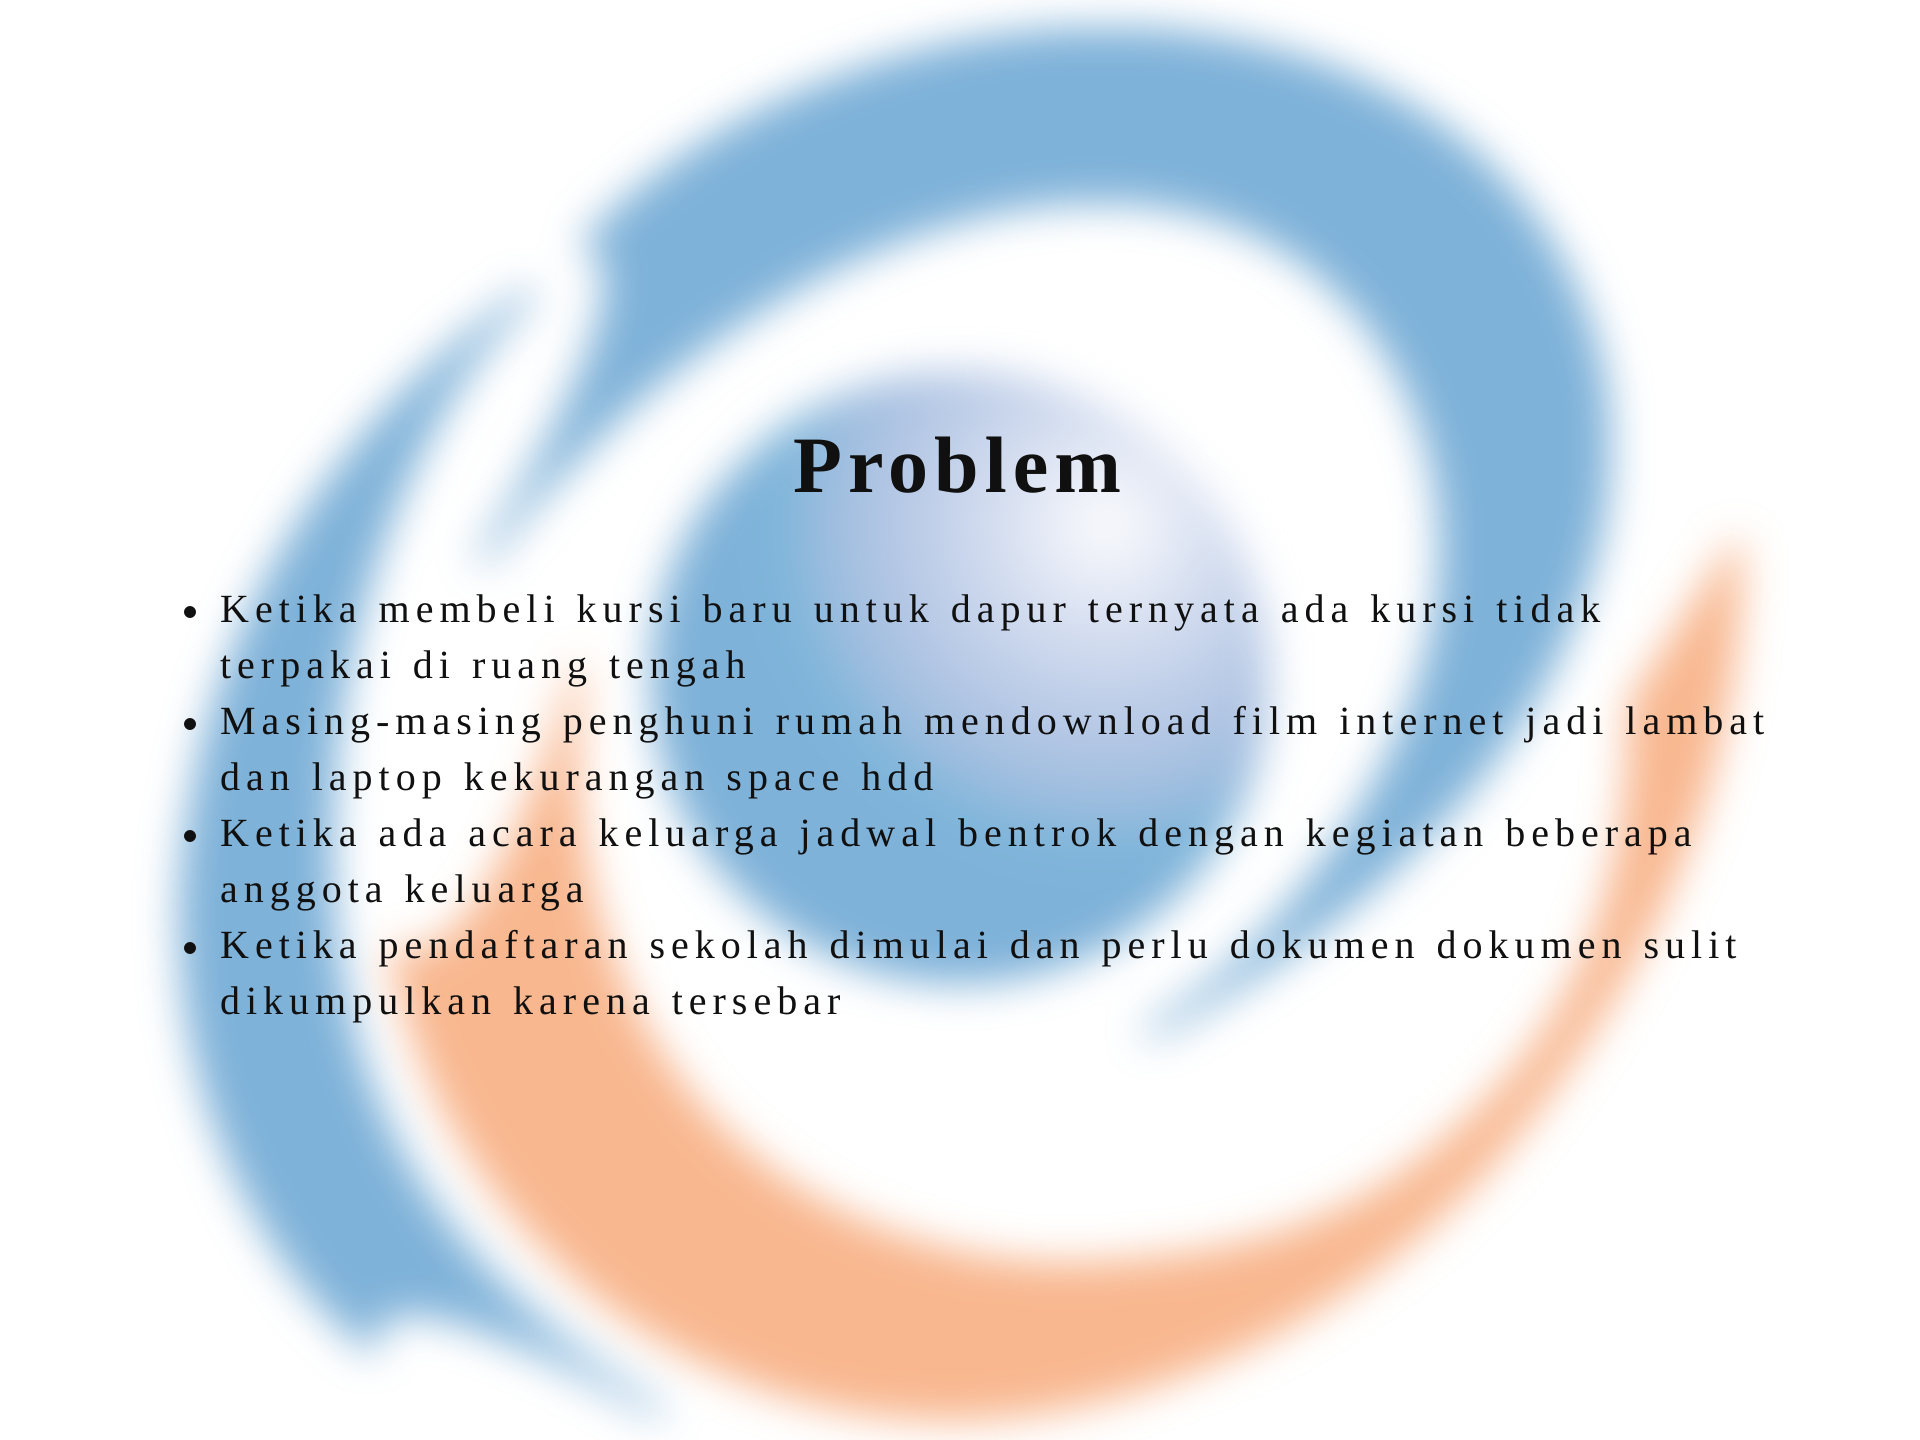 Problem
• Ketika membeli kursi baru untuk dapur ternyata ada kursi tidak
terpakai di ruang tengah
• Masing-masing penghuni rumah mendownload film internet jadi lambat
dan laptop kekurangan space hdd
• Ketika ada acara keluarga jadwal bentrok dengan kegiatan beberapa
anggota keluarga
• Ketika pendaftaran sekolah dimulai dan perlu dokumen dokumen sulit
dikumpulkan karena tersebar